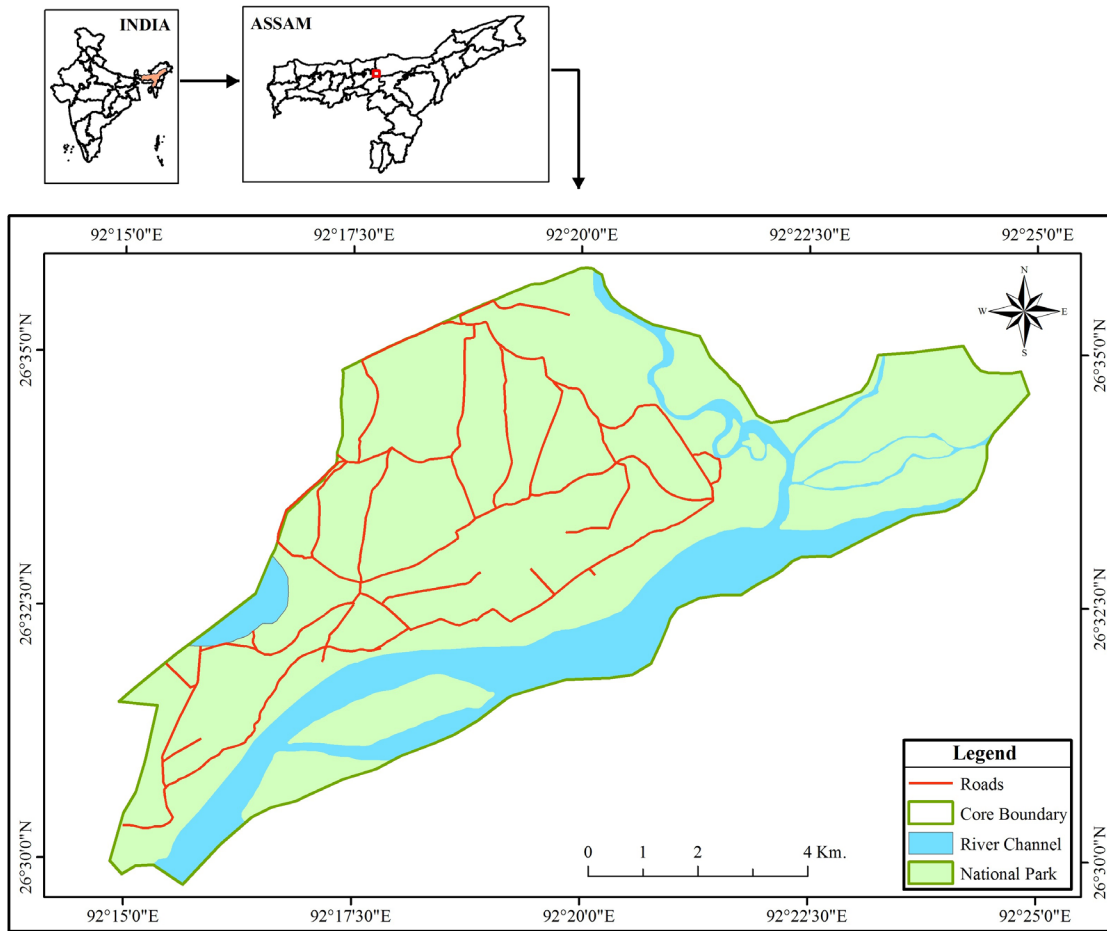 INDIA
ASSAM
92°15'0"E 92°17'30"E 92°20'0"E 92°22'30"E 92°25'0"E
N
W E
S
26°35'0"N 26°35'0"N
26°32'30"N 26°32'30"N
26°30'0"N 26°30'0"N
Legend
Roads
Core Boundary
River Channel
National Park
0 1 2 4 Km.
92°15'0"E 92°17'30"E 92°20'0"E 92°22'30"E 92°25'0"E